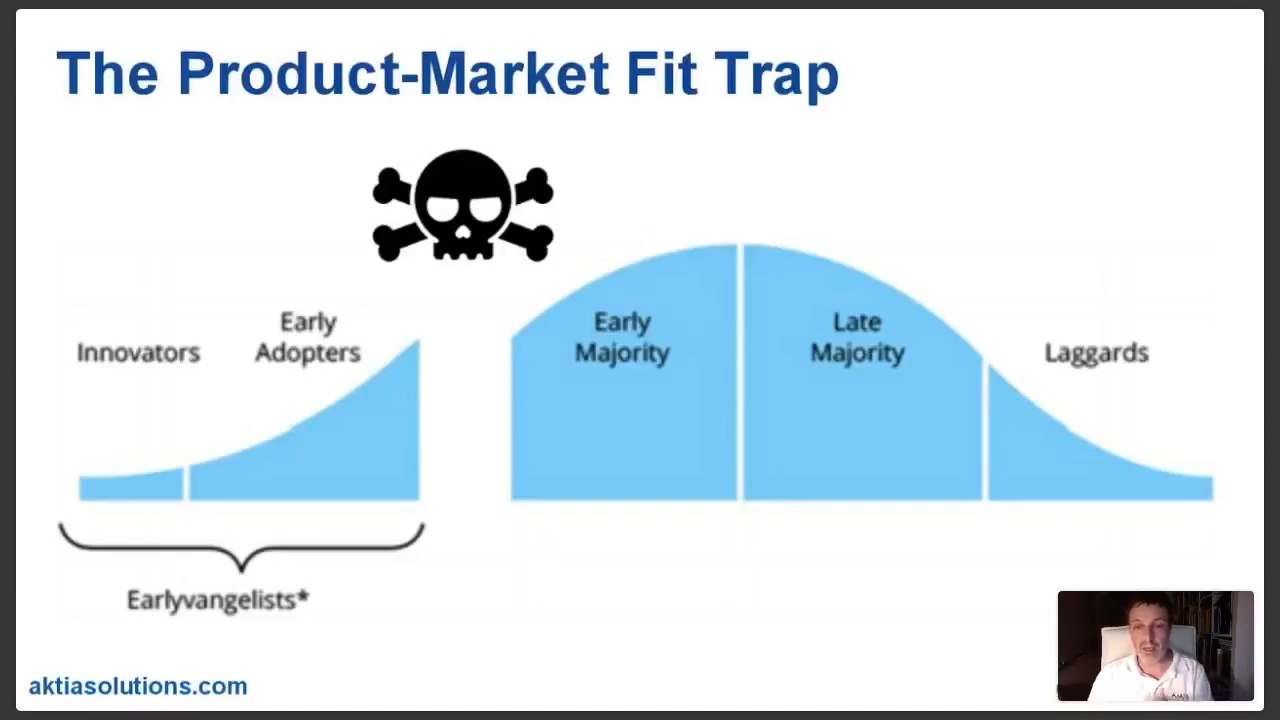 The Product-Market Fit Trap
Innovators
Early
Adopters
Early
Majority
Late
Majority
Laggards
Earlyvangelists*
aktiasolutions.com